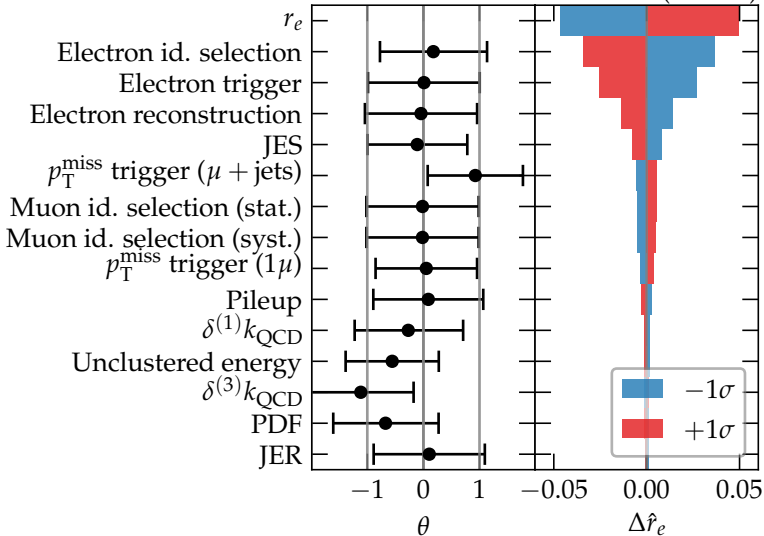 r_e
Electron id. selection
Electron trigger
Electron reconstruction
JES
p_T^miss trigger (μ + jets)
Muon id. selection (stat.)
Muon id. selection (syst.)
p_T^miss trigger (1μ)
Pileup
δ^(1)k_QCD
Unclustered energy
δ^(3)k_QCD
PDF
JER
−1σ
+1σ
−1 0 1 −0.05 0.00 0.05
θ Δr̂_e